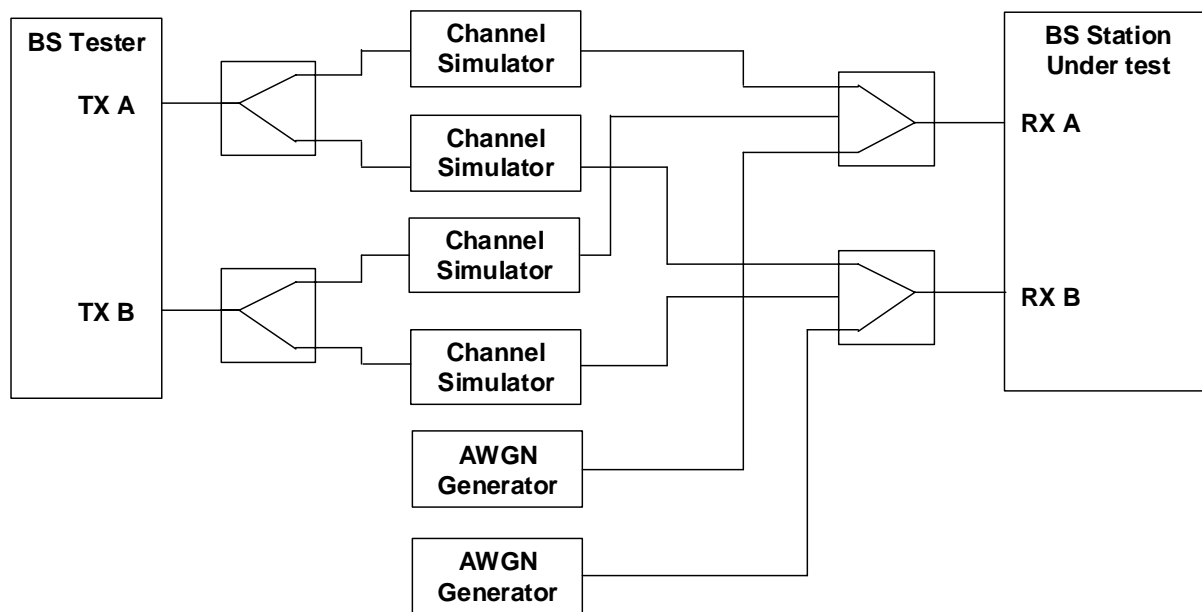 BS Tester
TX A
TX B
Channel
Simulator
Channel
Simulator
Channel
Simulator
Channel
Simulator
AWGN
Generator
AWGN
Generator
BS Station
Under test
RX A
RX B